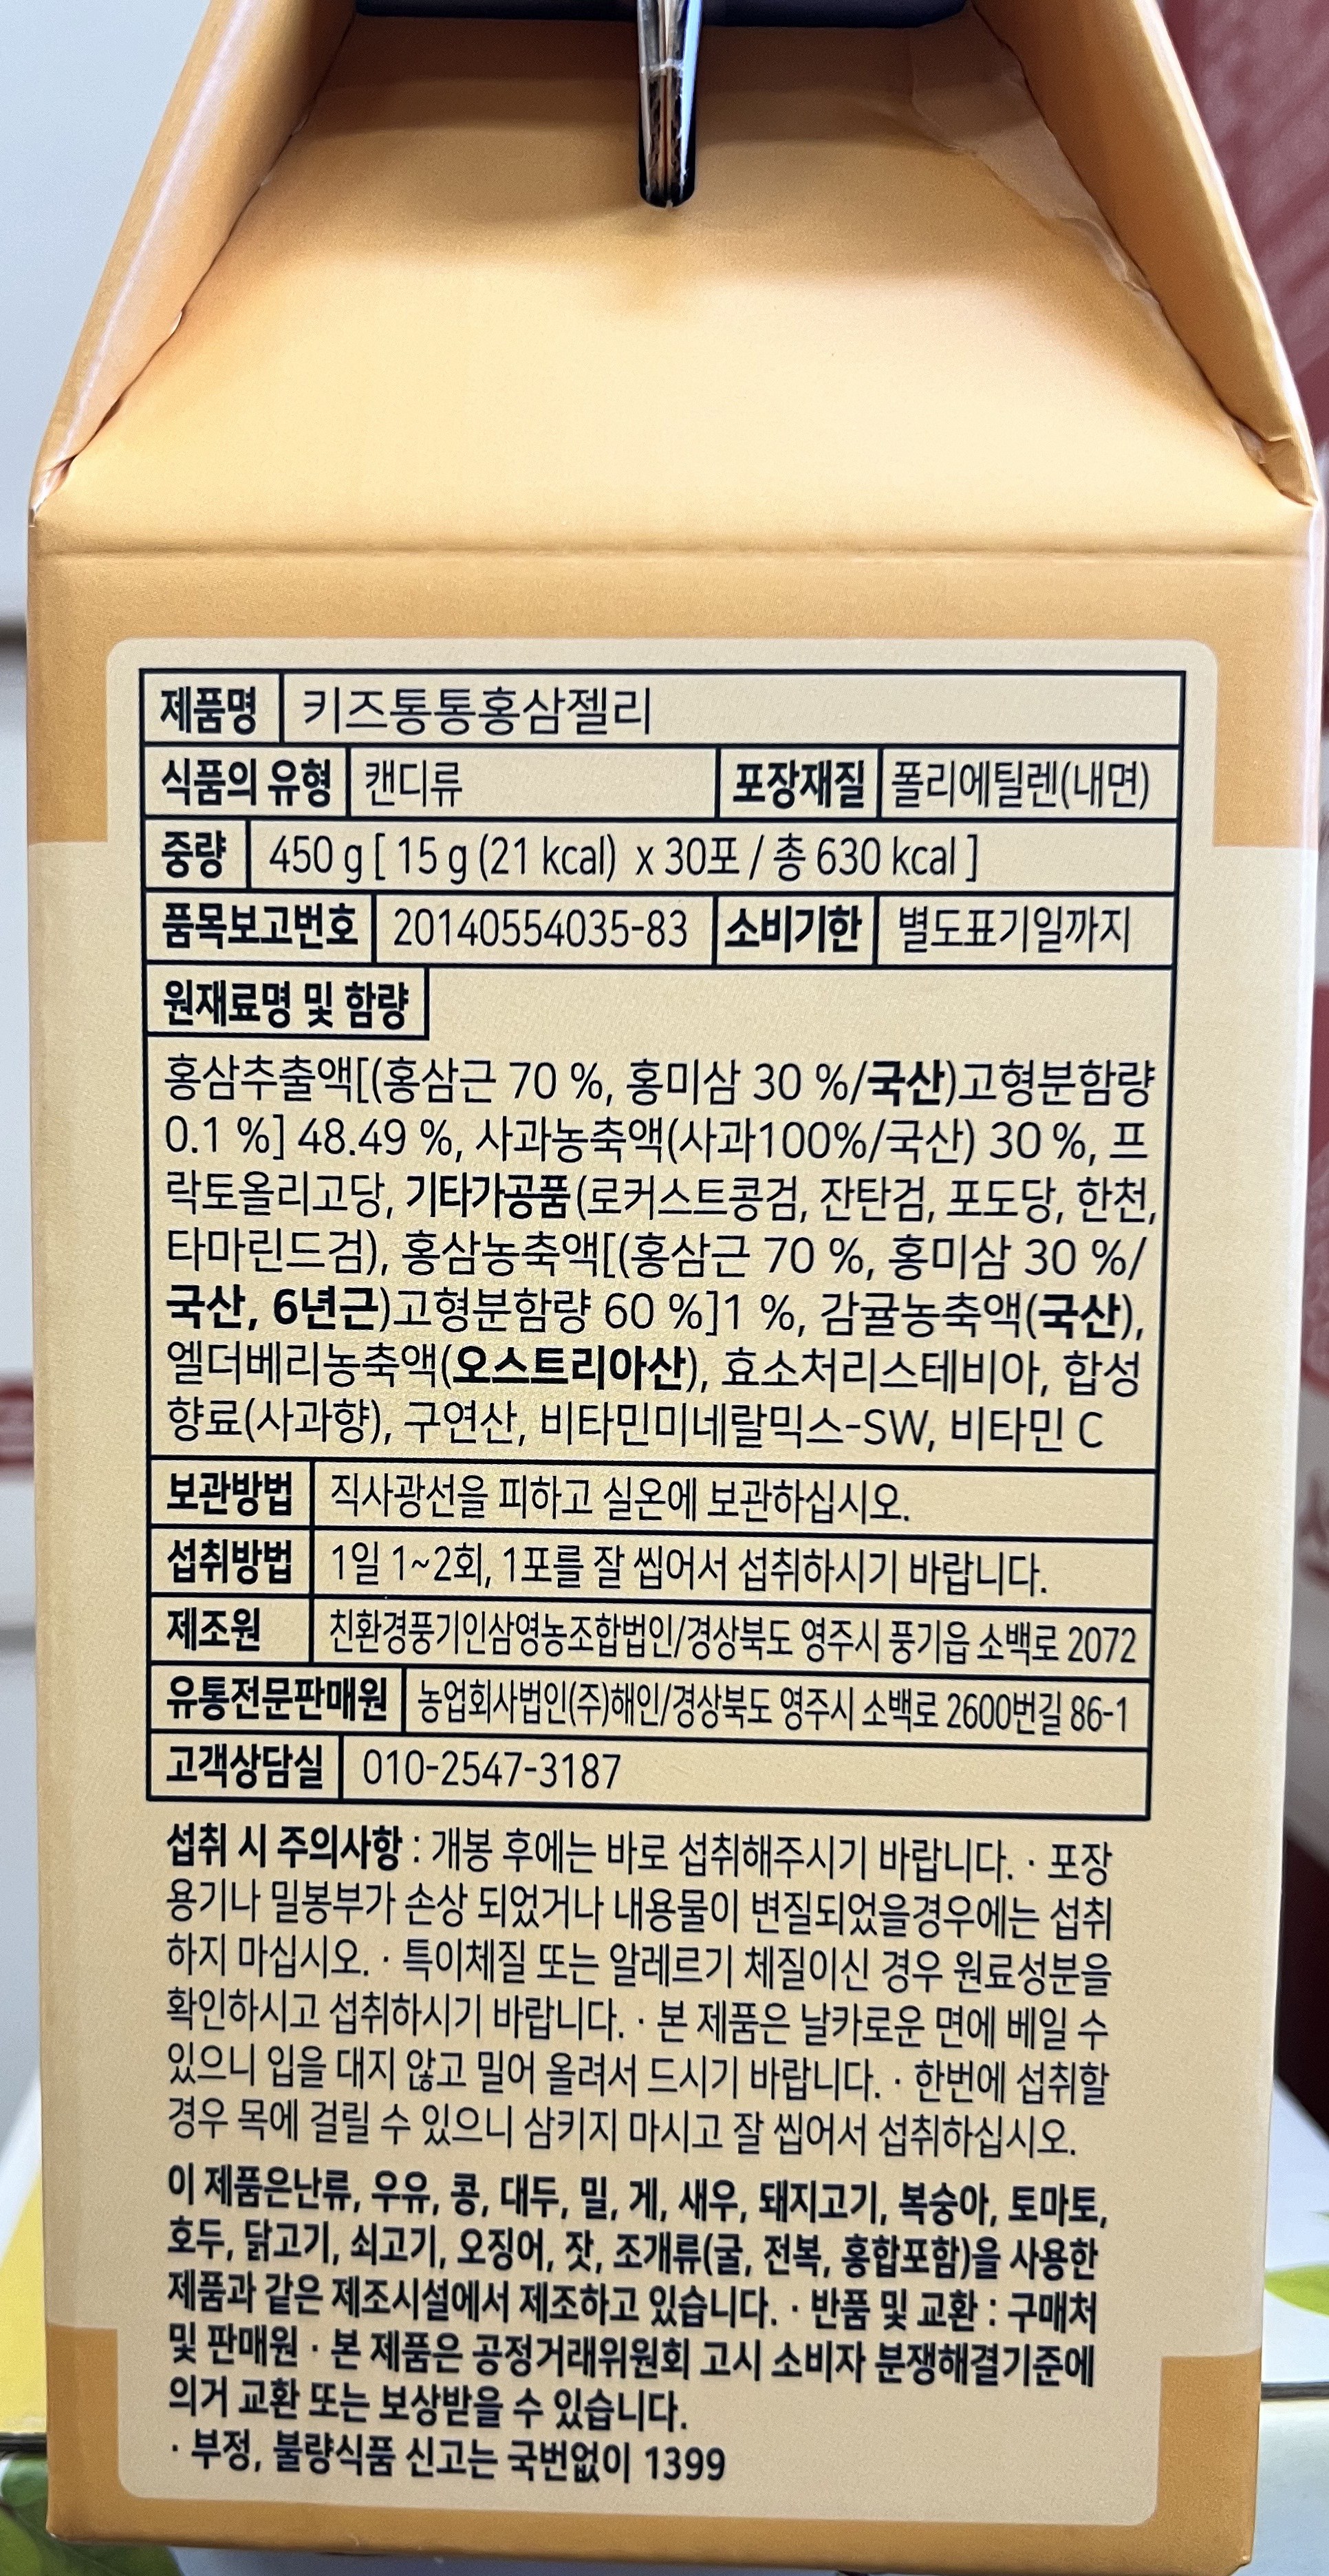 제품명 키즈통통홍삼젤리
식품의 유형 캔디류 포장재질 폴리에틸렌(내면)
중량 450 g [ 15 g (21 kcal) x 30포 / 총 630 kcal ]
품목보고번호 20140554035-83 소비기한 별도표기일까지
원재료명 및 함량
홍삼추출액[(홍삼근 70 %, 홍미삼 30 %/국산)고형분함량
0.1 %] 48.49 %, 사과농축액(사과100%/국산) 30 %, 프
락토올리고당, 기타가공품(로커스트콩검, 잔탄검, 포도당, 한천,
타마린드검), 홍삼농축액[(홍삼근 70 %, 홍미삼 30 %/
국산, 6년근)고형분함량 60 %]1 %, 감귤농축액(국산),
엘더베리농축액(오스트리아산), 효소처리스테비아, 합성
향료(사과향), 구연산, 비타민미네랄믹스-SW, 비타민 C
보관방법 직사광선을 피하고 실온에 보관하십시오.
섭취방법 1일 1~2회, 1포를 잘 씹어서 섭취하시기 바랍니다.
제조원 친환경풍기인삼영농조합법인/경상북도 영주시 풍기읍 소백로 2072
유통전문판매원 농업회사법인(주)해인/경상북도 영주시 소백로 2600번길 86-1
고객상담실 010-2547-3187
섭취 시 주의사항 : 개봉 후에는 바로 섭취해주시기 바랍니다. · 포장
용기나 밀봉부가 손상 되었거나 내용물이 변질되었을경우에는 섭취
하지 마십시오. · 특이체질 또는 알레르기 체질이신 경우 원료성분을
확인하시고 섭취하시기 바랍니다. · 본 제품은 날카로운 면에 베일 수
있으니 입을 대지 않고 밀어 올려서 드시기 바랍니다. · 한번에 섭취할
경우 목에 걸릴 수 있으니 삼키지 마시고 잘 씹어서 섭취하십시오.
이 제품은난류, 우유, 콩, 대두, 밀, 게, 새우, 돼지고기, 복숭아, 토마토,
호두, 닭고기, 쇠고기, 오징어, 잣, 조개류(굴, 전복, 홍합포함)을 사용한
제품과 같은 제조시설에서 제조하고 있습니다. · 반품 및 교환 : 구매처
및 판매원 · 본 제품은 공정거래위원회 고시 소비자 분쟁해결기준에
의거 교환 또는 보상받을 수 있습니다.
· 부정, 불량식품 신고는 국번없이 1399